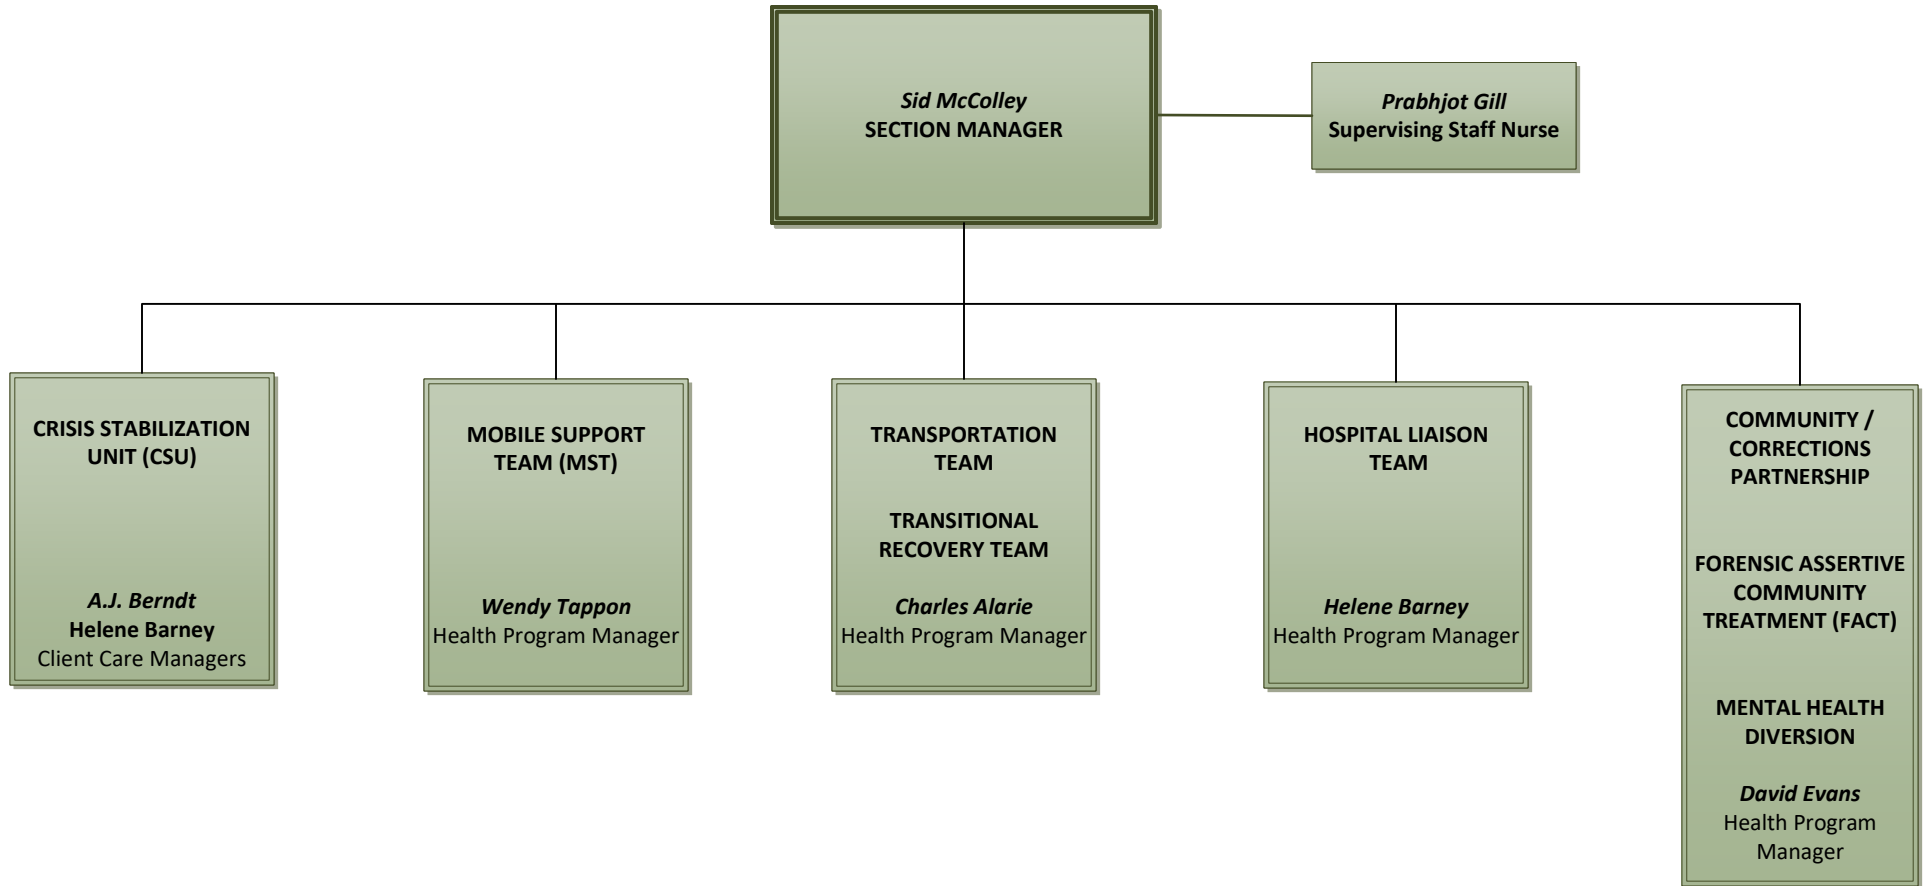 Sid McColley
SECTION MANAGER
Prabhjot Gill
Supervising Staff Nurse
CRISIS STABILIZATION
UNIT (CSU)
A.J. Berndt
Helene Barney
Client Care Managers
MOBILE SUPPORT
TEAM (MST)
Wendy Tappon
Health Program Manager
TRANSPORTATION
TEAM
TRANSITIONAL
RECOVERY TEAM
Charles Alarie
Health Program Manager
HOSPITAL LIAISON
TEAM
Helene Barney
Health Program Manager
COMMUNITY /
CORRECTIONS
PARTNERSHIP
FORENSIC ASSERTIVE
COMMUNITY
TREATMENT (FACT)
MENTAL HEALTH
DIVERSION
David Evans
Health Program
Manager